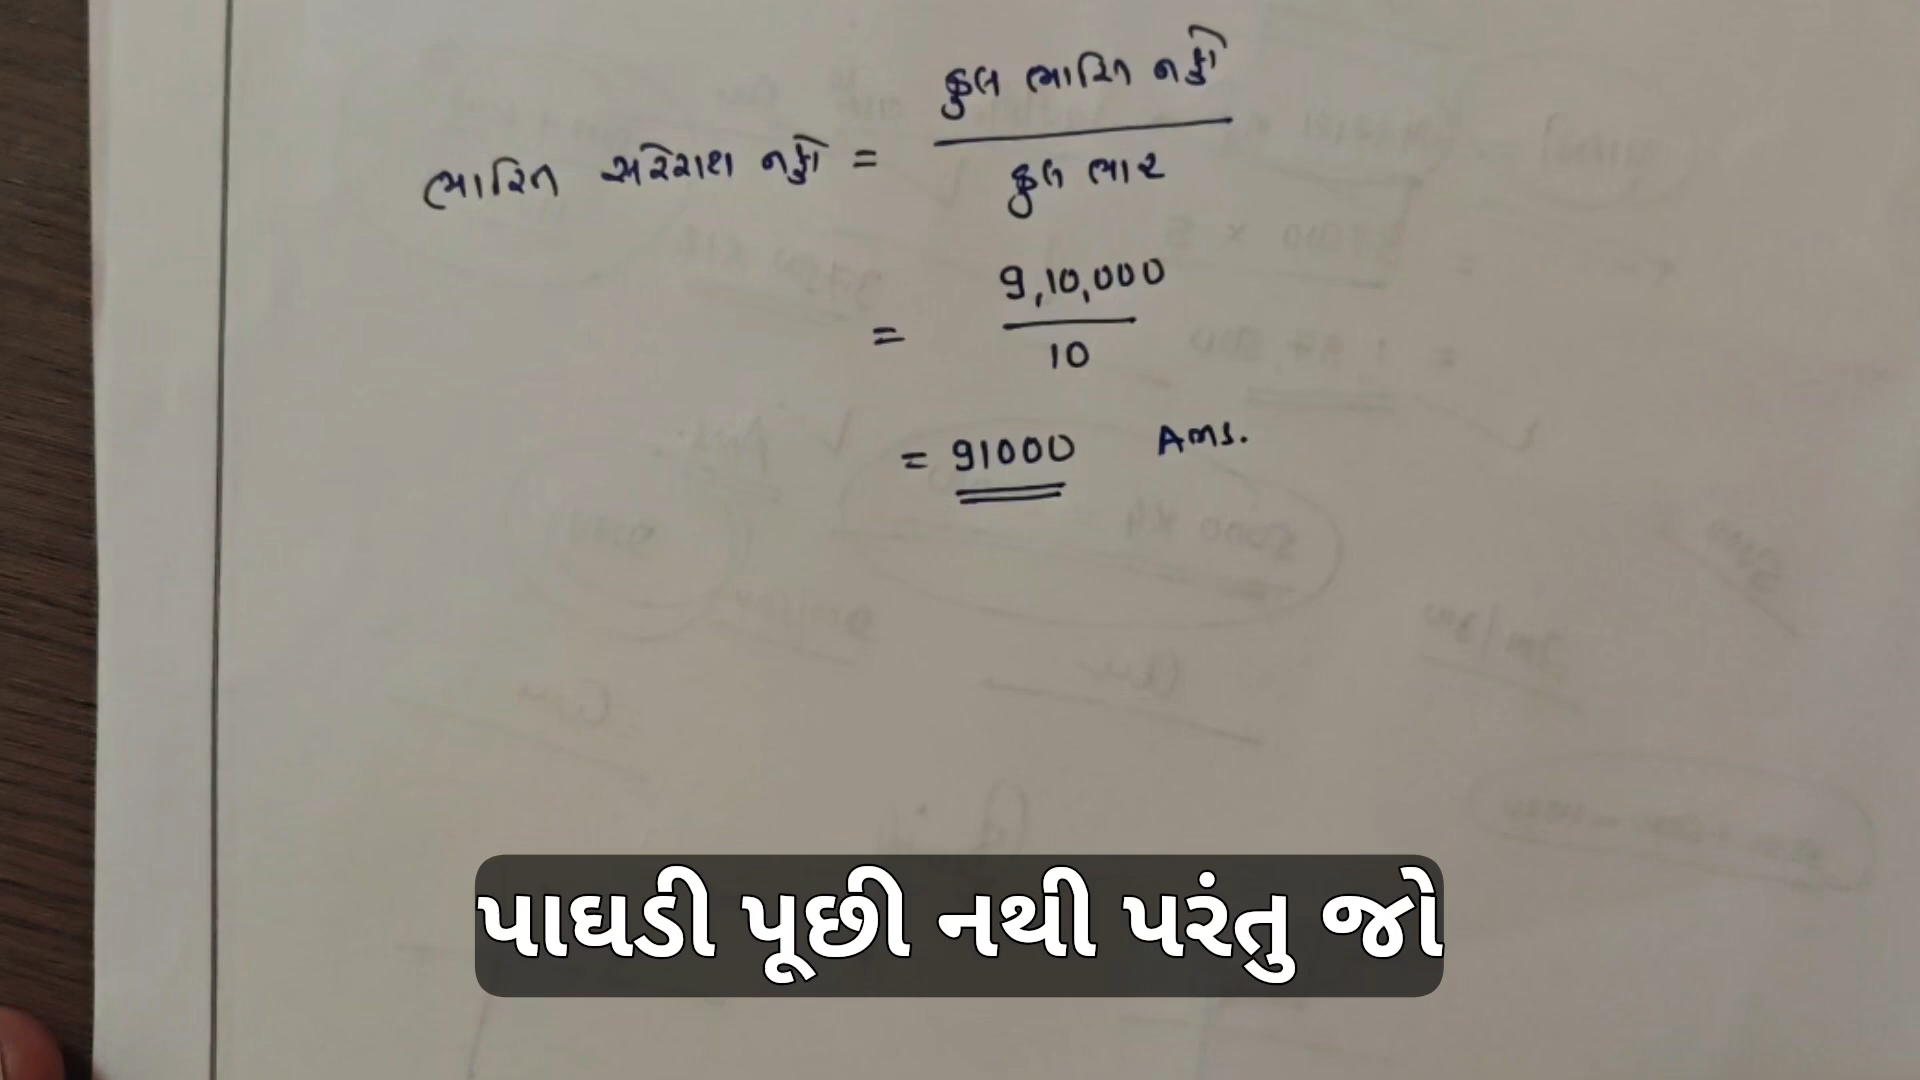 ભારિત સરેરાશ નફો = કુલ ભારિત નફો / કુલ ભાર
= 9,10,000 / 10
= 91000 Ans.
પાઘડી પૂછી નથી પરંતુ જો